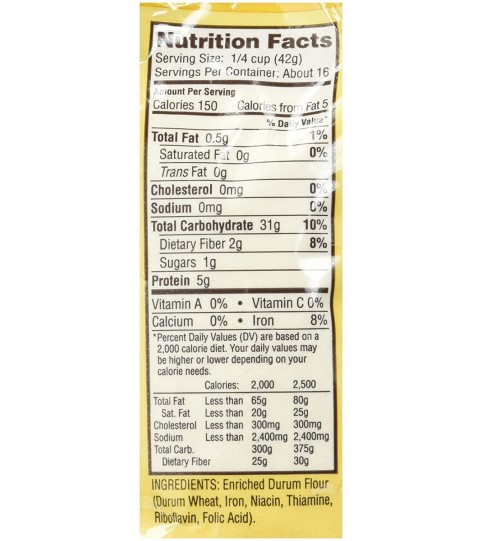 Nutrition Facts
Serving Size: 1/4 cup (42g)
Servings Per Container: About 16
Amount Per Serving
Calories 150 Calories from Fat 5
% Daily Value*
Total Fat 0.5g 1%
Saturated Fat 0g 0%
Trans Fat 0g
Cholesterol 0mg 0%
Sodium 0mg 0%
Total Carbohydrate 31g 10%
Dietary Fiber 2g 8%
Sugars 1g
Protein 5g
Vitamin A 0% • Vitamin C 0%
Calcium 0% • Iron 8%
*Percent Daily Values (DV) are based on a
2,000 calorie diet. Your daily values may
be higher or lower depending on your
calorie needs.
Calories: 2,000 2,500
Total Fat Less than 65g 80g
Sat. Fat Less than 20g 25g
Cholesterol Less than 300mg 300mg
Sodium Less than 2,400mg 2,400mg
Total Carb. 300g 375g
Dietary Fiber 25g 30g
INGREDIENTS: Enriched Durum Flour
(Durum Wheat, Iron, Niacin, Thiamine,
Riboflavin, Folic Acid).